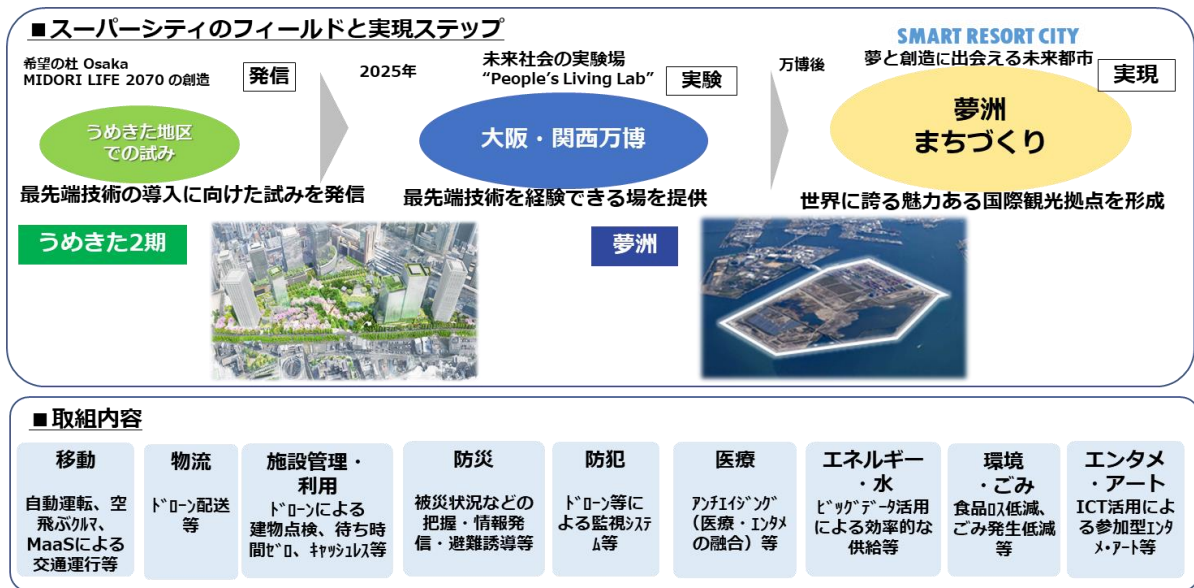 ■スーパーシティのフィールドと実現ステップ
希望の杜 Osaka
MIDORI LIFE 2070 の創造
発信
2025年
未来社会の実験場
“People’s Living Lab”
実験
万博後
SMART RESORT CITY
夢と創造に出会える未来都市
実現
うめきた地区
での試み
大阪・関西万博
夢洲
まちづくり
最先端技術の導入に向けた試みを発信
最先端技術を経験できる場を提供
世界に誇る魅力ある国際観光拠点を形成
うめきた2期
夢洲
■取組内容
移動
自動運転、空
飛ぶｸﾙﾏ、
MaaSによる
交通運行等
物流
ﾄﾞﾛｰﾝ配送
等
施設管理・
利用
ﾄﾞﾛｰﾝによる
建物点検、待ち時
間ｾﾞﾛ、ｷｬｯｼｭﾚｽ等
防災
被災状況などの
把握・情報発
信・避難誘導等
防犯
ﾄﾞﾛｰﾝ等に
よる監視ｼｽﾃ
ﾑ等
医療
ｱﾝﾁｴｲｼﾞﾝｸﾞ
（医療・ｴﾝﾀﾒ
の融合）等
エネルギー
・水
ﾋﾞｯｸﾞﾃﾞｰﾀ活用
による効率的な
供給等
環境
・ごみ
食品ﾛｽ低減、
ごみ発生低減
等
エンタメ
・アート
ICT活用によ
る参加型ｴﾝﾀ
ﾒ・ｱｰﾄ等